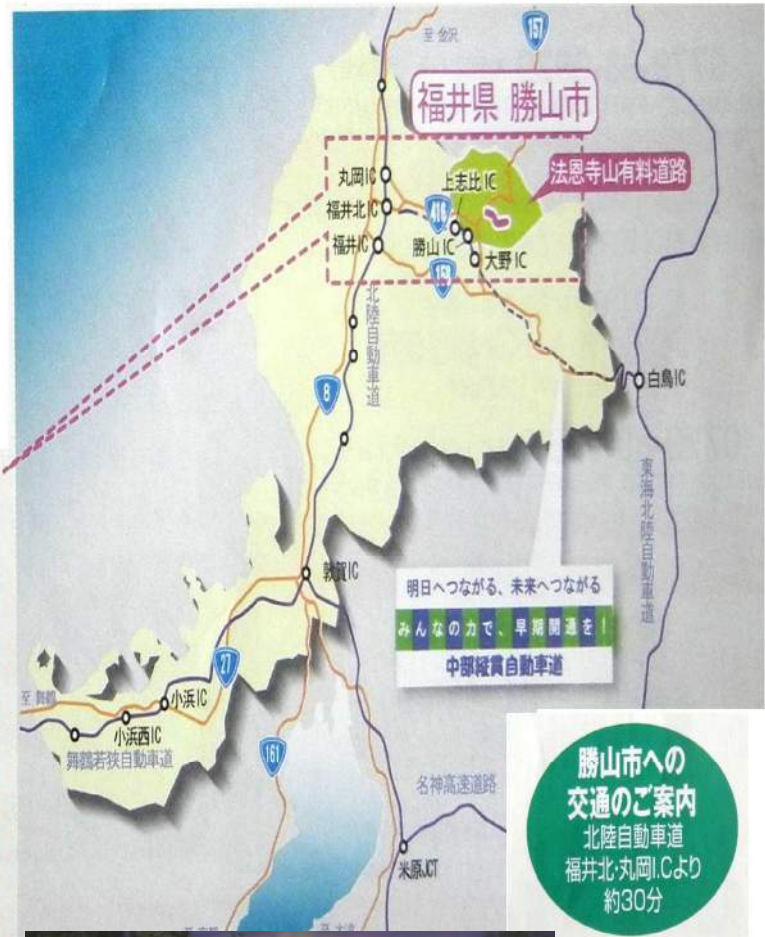 至 金沢
157
福井県 勝山市
丸岡IC
上志比IC
法恩寺山有料道路
福井北IC
416
福井IC
勝山IC
大野IC
北陸自動車道
8
白鳥IC
東海北陸自動車道
敦賀IC
明日へつながる、未来へつながる
みんなの力で、早期開通を！
中部縦貫自動車道
27
至 舞鶴
小浜IC
小浜西IC
舞鶴若狭自動車道
161
名神高速道路
米原JCT
勝山市への
交通のご案内
北陸自動車道
福井北・丸岡I.Cより
約30分